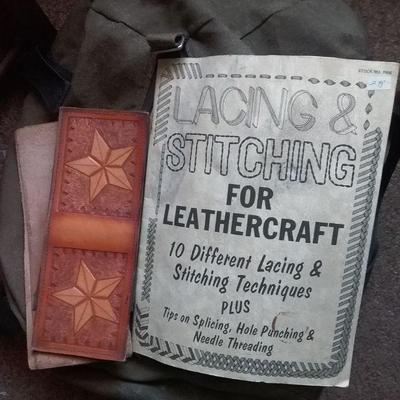 LACING &
STITCHING
FOR
LEATHERCRAFT
10 Different Lacing &
Stitching Techniques
PLUS
Tips on Splicing, Hole Punching &
Needle Threading